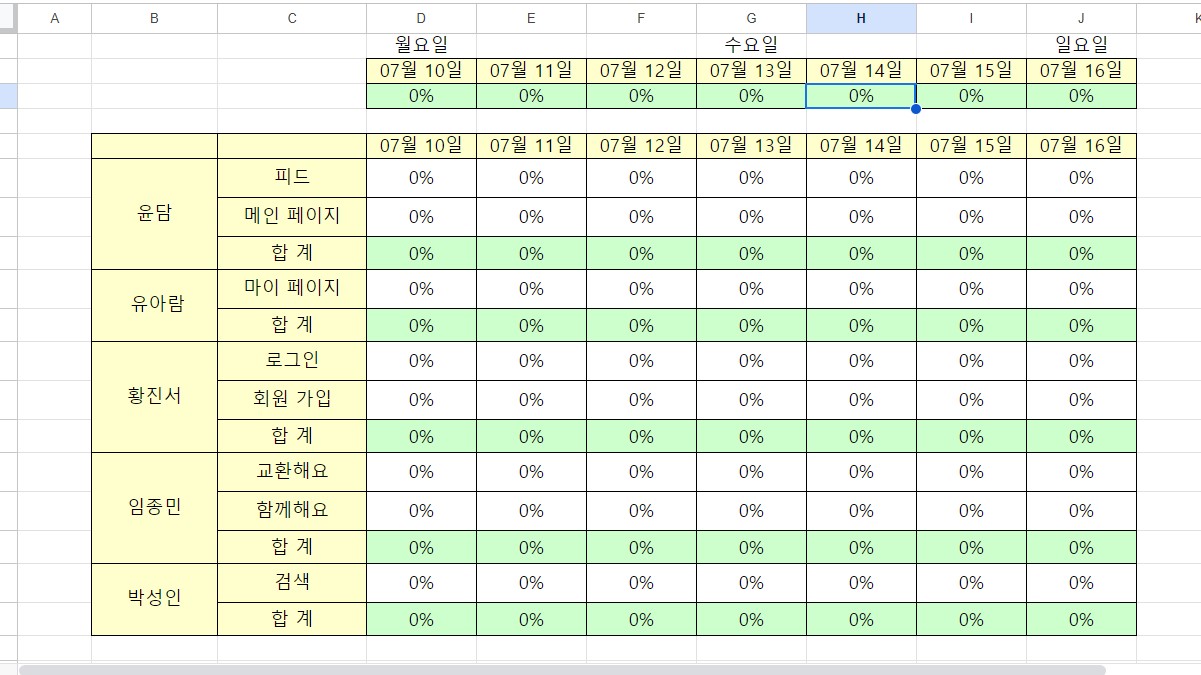 A B C D E F G H I J
월요일 수요일 일요일
07월 10일 07월 11일 07월 12일 07월 13일 07월 14일 07월 15일 07월 16일
0% 0% 0% 0% 0% 0% 0%
07월 10일 07월 11일 07월 12일 07월 13일 07월 14일 07월 15일 07월 16일
윤담 피드 0% 0% 0% 0% 0% 0% 0%
메인 페이지 0% 0% 0% 0% 0% 0% 0%
합 계 0% 0% 0% 0% 0% 0% 0%
유아람 마이 페이지 0% 0% 0% 0% 0% 0% 0%
합 계 0% 0% 0% 0% 0% 0% 0%
황진서 로그인 0% 0% 0% 0% 0% 0% 0%
회원 가입 0% 0% 0% 0% 0% 0% 0%
합 계 0% 0% 0% 0% 0% 0% 0%
임종민 교환해요 0% 0% 0% 0% 0% 0% 0%
함께해요 0% 0% 0% 0% 0% 0% 0%
합 계 0% 0% 0% 0% 0% 0% 0%
박성인 검색 0% 0% 0% 0% 0% 0% 0%
합 계 0% 0% 0% 0% 0% 0% 0%